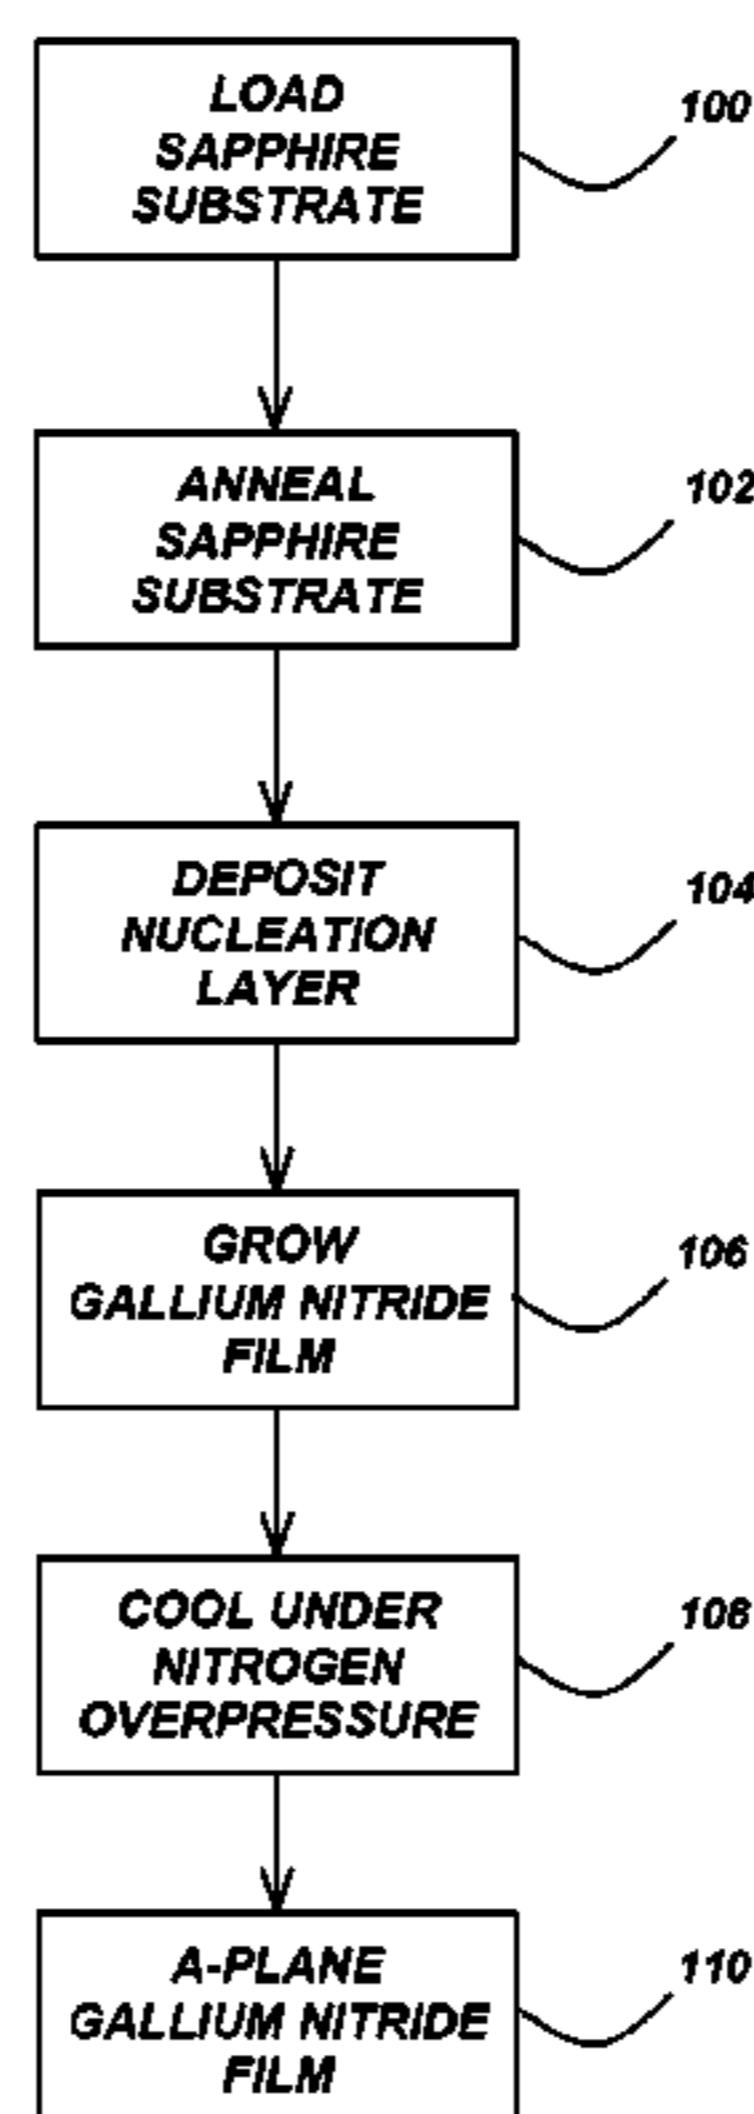 LOAD
SAPPHIRE
SUBSTRATE
100
ANNEAL
SAPPHIRE
SUBSTRATE
102
DEPOSIT
NUCLEATION
LAYER
104
GROW
GALLIUM NITRIDE
FILM
106
COOL UNDER
NITROGEN
OVERPRESSURE
108
A-PLANE
GALLIUM NITRIDE
FILM
110